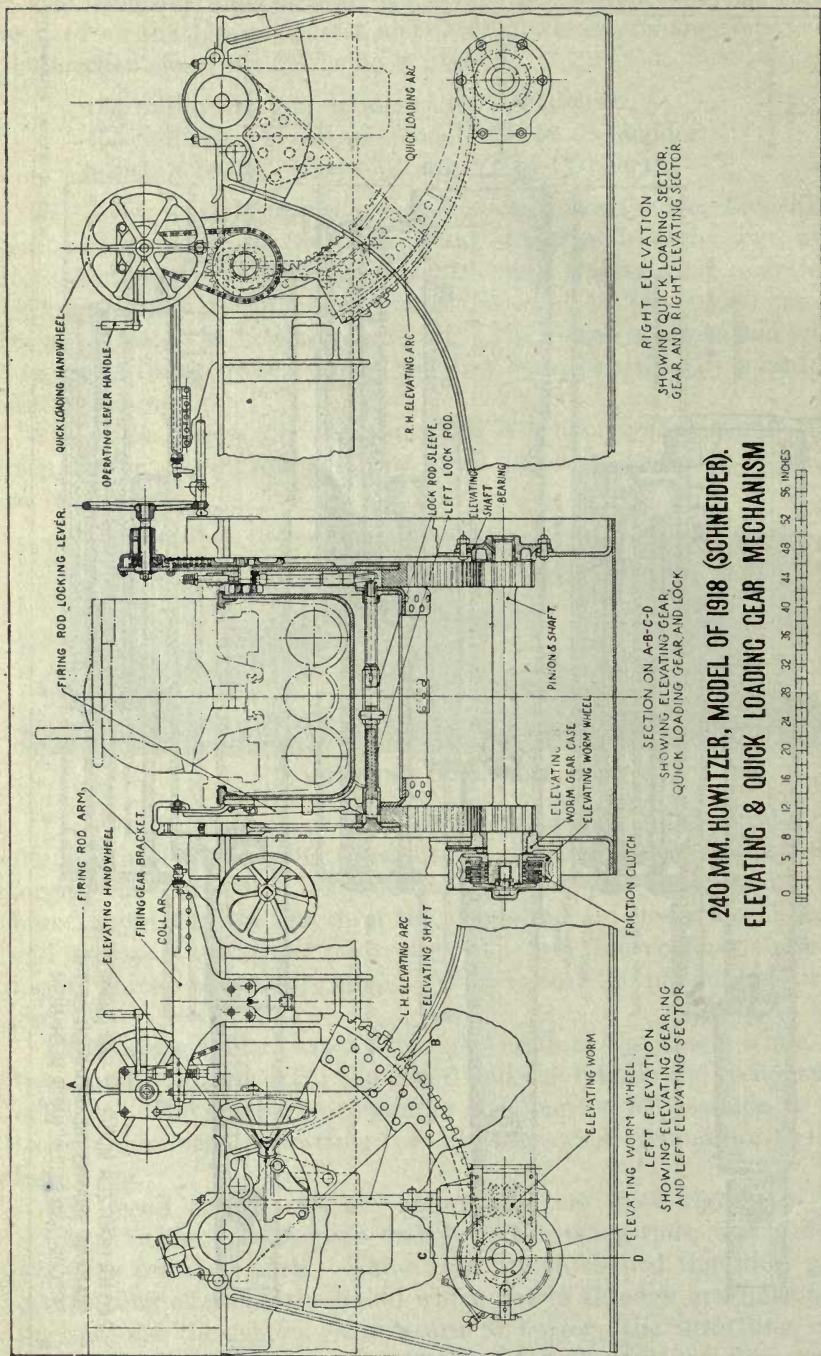 FIRING ROD ARM,
ELEVATING HANDWHEEL
FIRING GEAR BRACKET.
COLLAR
A
L.H. ELEVATING ARC
ELEVATING SHAFT
B
C
D
ELEVATING WORM
ELEVATING WORM WHEEL.
LEFT ELEVATION
SHOWING ELEVATING GEARING
AND LEFT ELEVATING SECTOR
FIRING ROD LOCKING LEVER.
LOCK ROD SLEEVE
LEFT LOCK ROD.
ELEVATING
SHAFT
BEARING
PINION & SHAFT
ELEVATING
WORM GEAR CASE
ELEVATING WORM WHEEL
FRICTION CLUTCH
SECTION ON A-B-C-D
SHOWING ELEVATING GEAR,
QUICK LOADING GEAR, AND LOCK
QUICK LOADING HANDWHEEL
OPERATING LEVER HANDLE
QUICK LOADING ARC
R.H. ELEVATING ARC
RIGHT ELEVATION
SHOWING QUICK LOADING SECTOR,
GEAR, AND RIGHT ELEVATING SECTOR
240 MM. HOWITZER, MODEL OF 1918 (SCHNEIDER).
ELEVATING & QUICK LOADING GEAR MECHANISM
0 5 8 12 16 20 24 28 32 36 40 44 48 52 56 INCHES